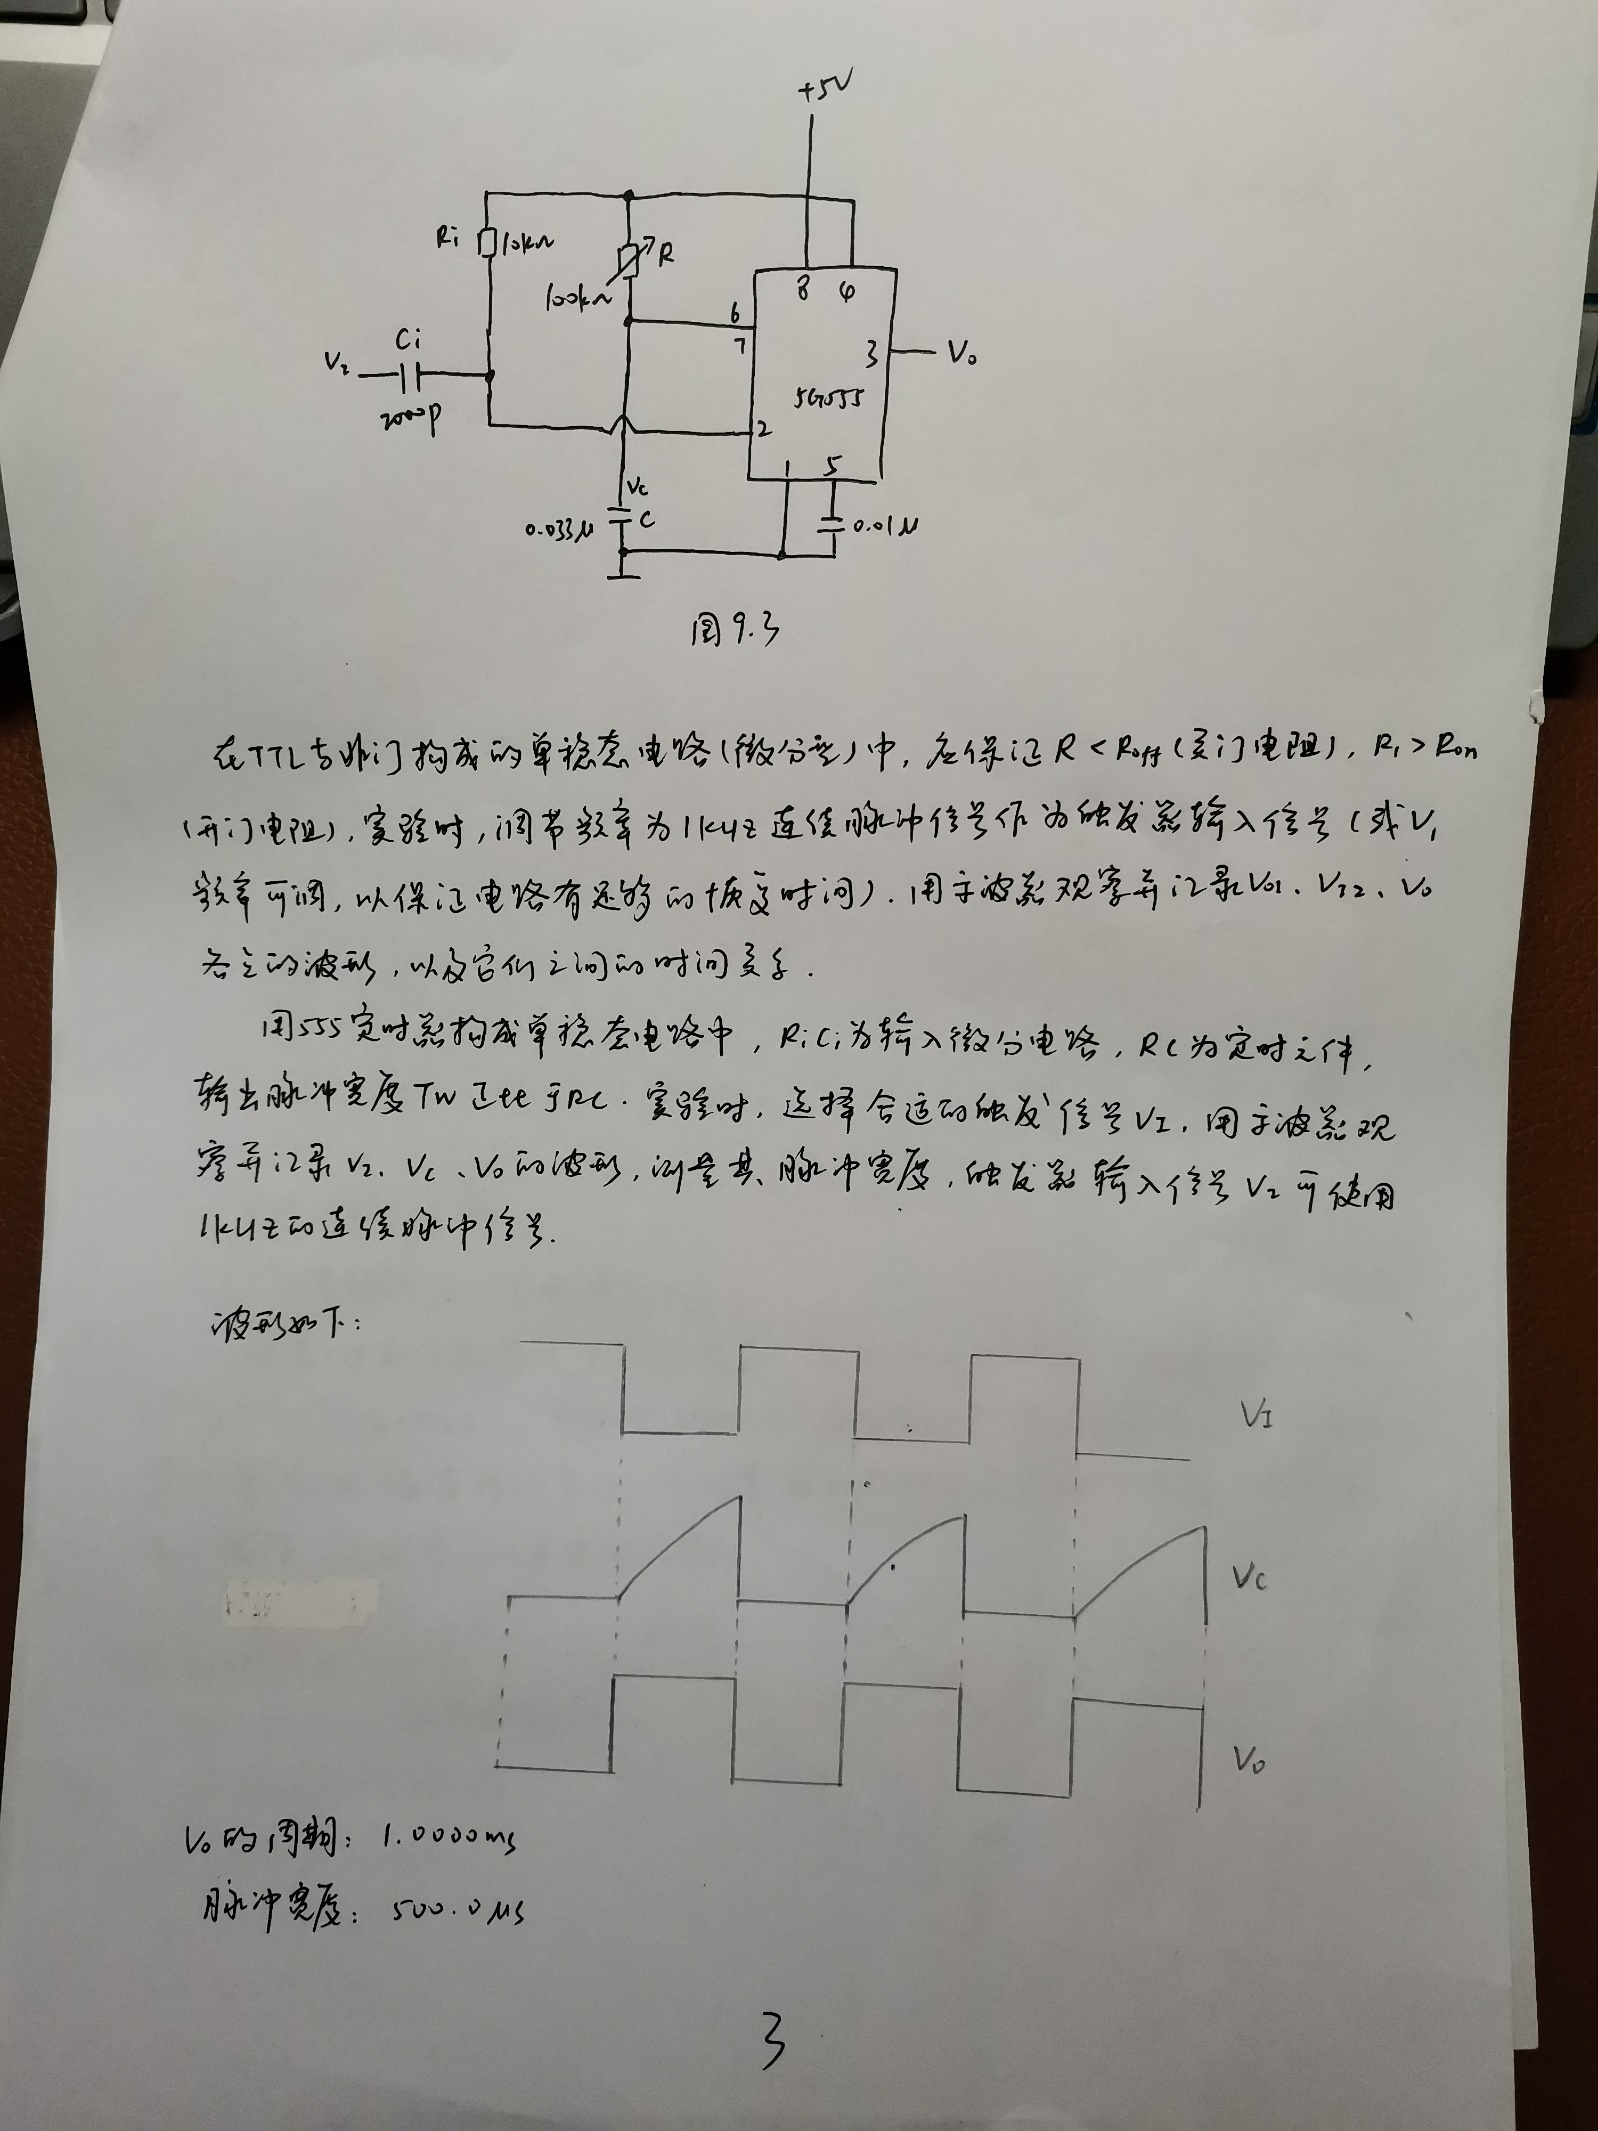 +5V
Ri
10kΩ
R
100kΩ
8
4
6
7
Ci
V₂
3
V₀
5G555
2000P
2
1
5
Vc
0.033μ
C
0.01μ
图9.3
在TTL与非门构成的单稳态电路(微分型)中,应保证R<Roff(关门电阻),R₁>Ron
(开门电阻),实验时,调节频率为1kHz连续脉冲信号作为触发器输入信号(或V₁
频率可调,以保证电路有足够的恢复时间).用示波器观察并记录V01、VI2、V0
各点的波形,以及它们之间的时间关系.
用555定时器构成单稳态电路中,RiCi为输入微分电路,RC为定时元件,
输出脉冲宽度TW正比于RC.实验时,选择合适的触发信号VI,用示波器观
察并记录VI、Vc、V0的波形,测量其脉冲宽度,触发器输入信号VI可使用
1kHz的连续脉冲信号.
波形如下:
VI
Vc
V0
V0的周期:1.0000ms
脉冲宽度:500.0μs
3